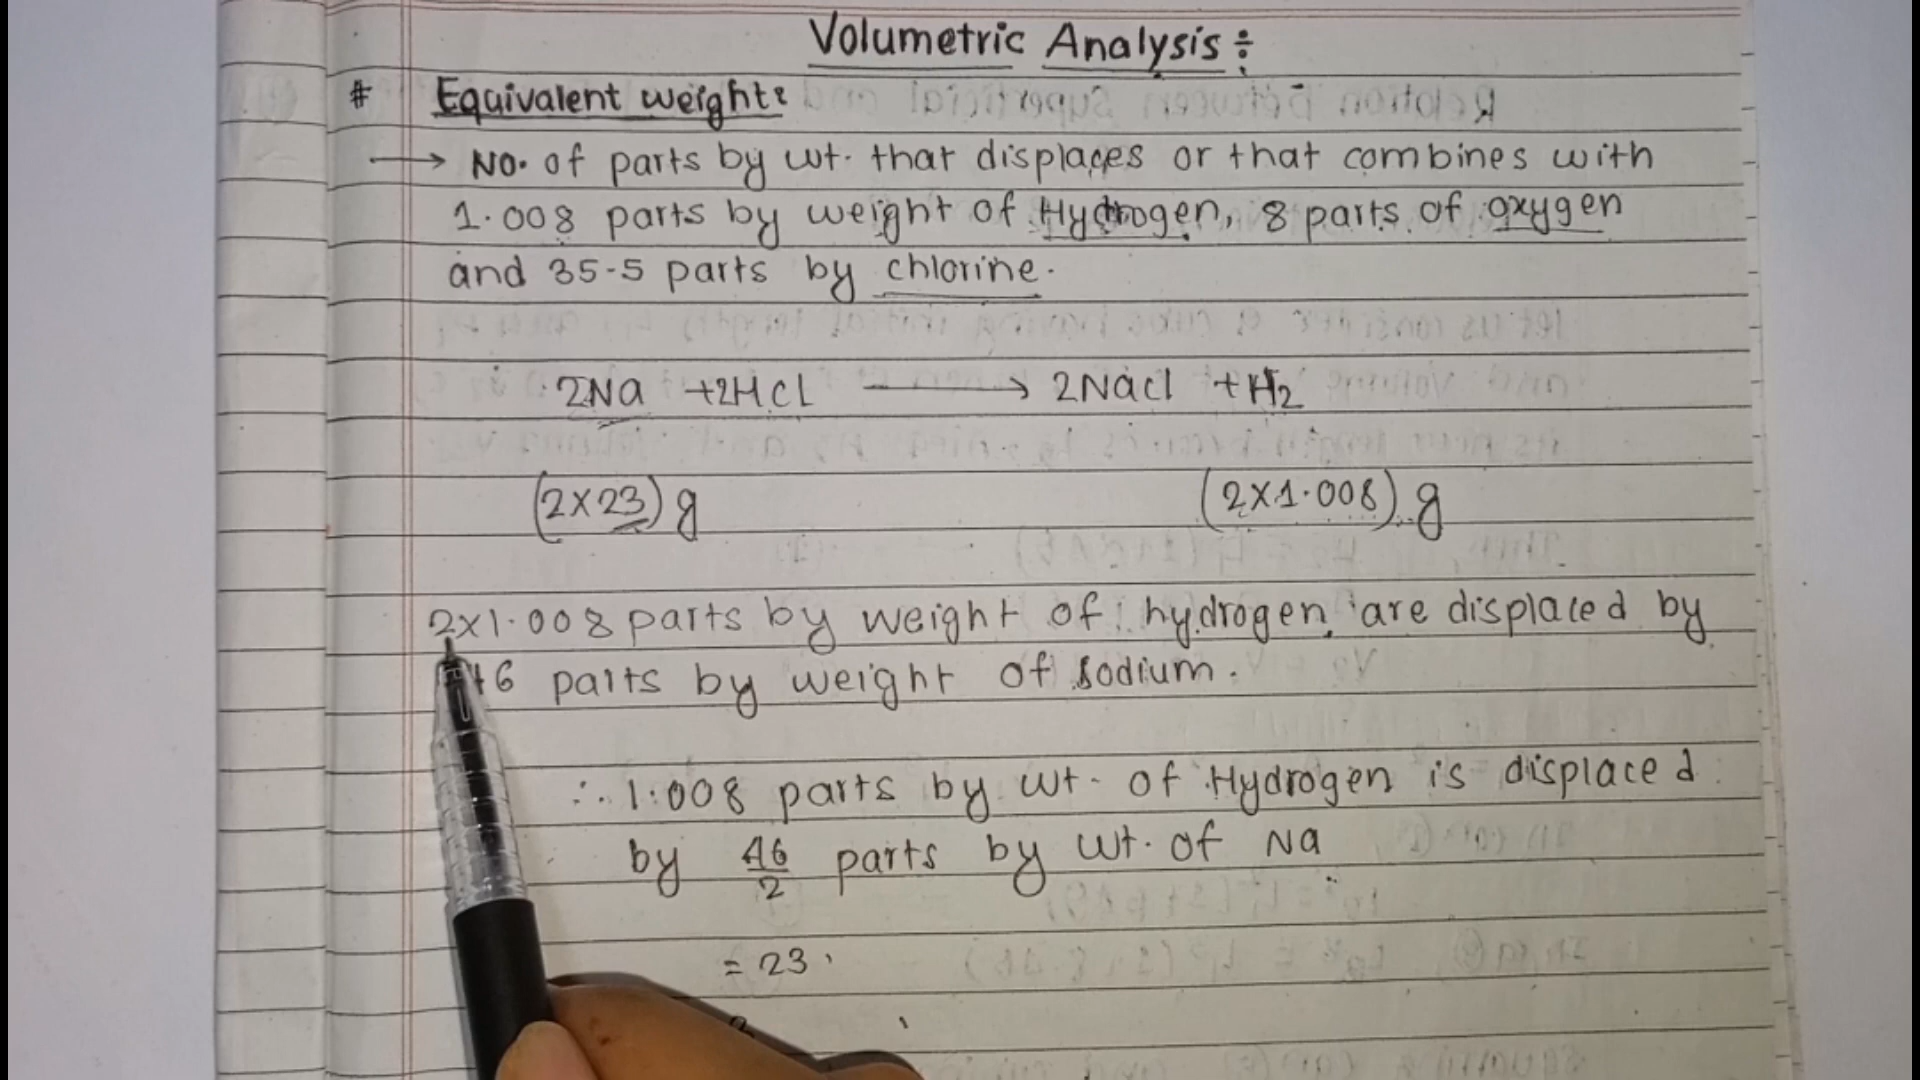 Volumetric Analysis:
# Equivalent weight:
→ No. of parts by wt. that displaces or that combines with
1.008 parts by weight of Hydrogen, 8 parts of oxygen
and 35.5 parts by chlorine.
2Na +2HCl → 2NaCl +H₂
(2×23) g (2×1.008) g
2×1.008 parts by weight of hydrogen are displaced by
46 parts by weight of sodium.
∴ 1.008 parts by wt. of Hydrogen is displaced
by 46/2 parts by wt. of Na
= 23